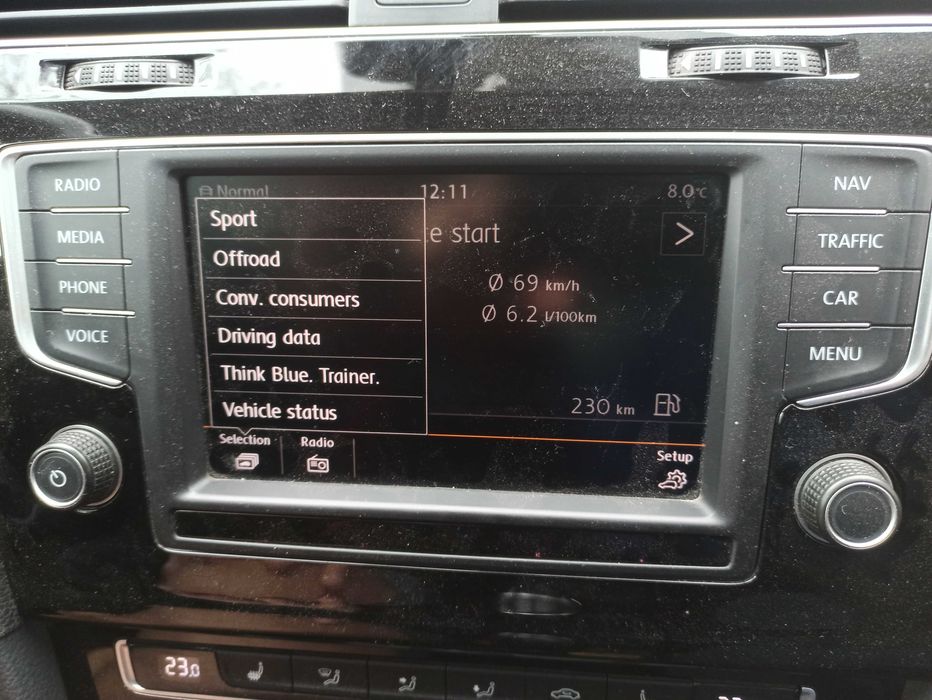 RADIO
MEDIA
PHONE
VOICE
Normal
12:11
8.0°C
Sport
Offroad
Conv. consumers
Driving data
Think Blue. Trainer.
Vehicle status
e start
>
Ø 69 km/h
Ø 6.2 l/100km
230 km
Selection
Radio
Setup
NAV
TRAFFIC
CAR
MENU
23.0